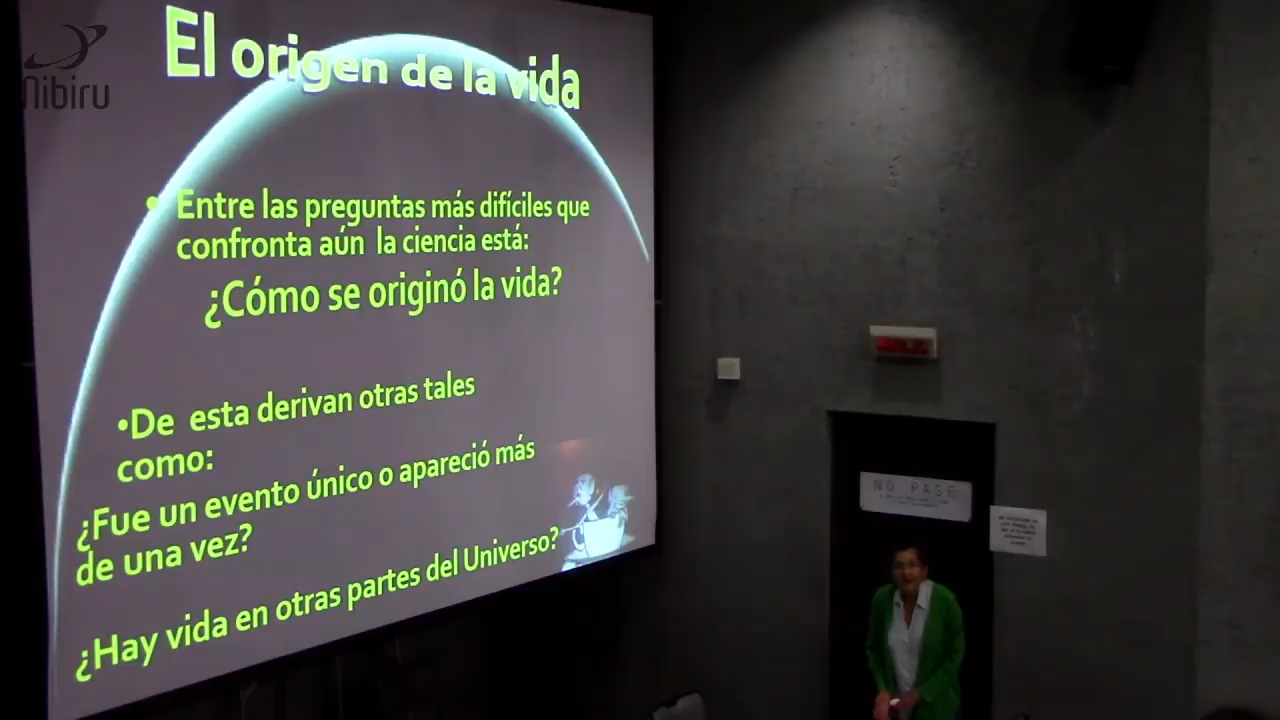 Nibiru
El origen de la vida
• Entre las preguntas más difíciles que
confronta aún la ciencia está:
¿Cómo se originó la vida?
•De esta derivan otras tales
como:
¿Fue un evento único o apareció más
de una vez?
¿Hay vida en otras partes del Universo?
NO PASE